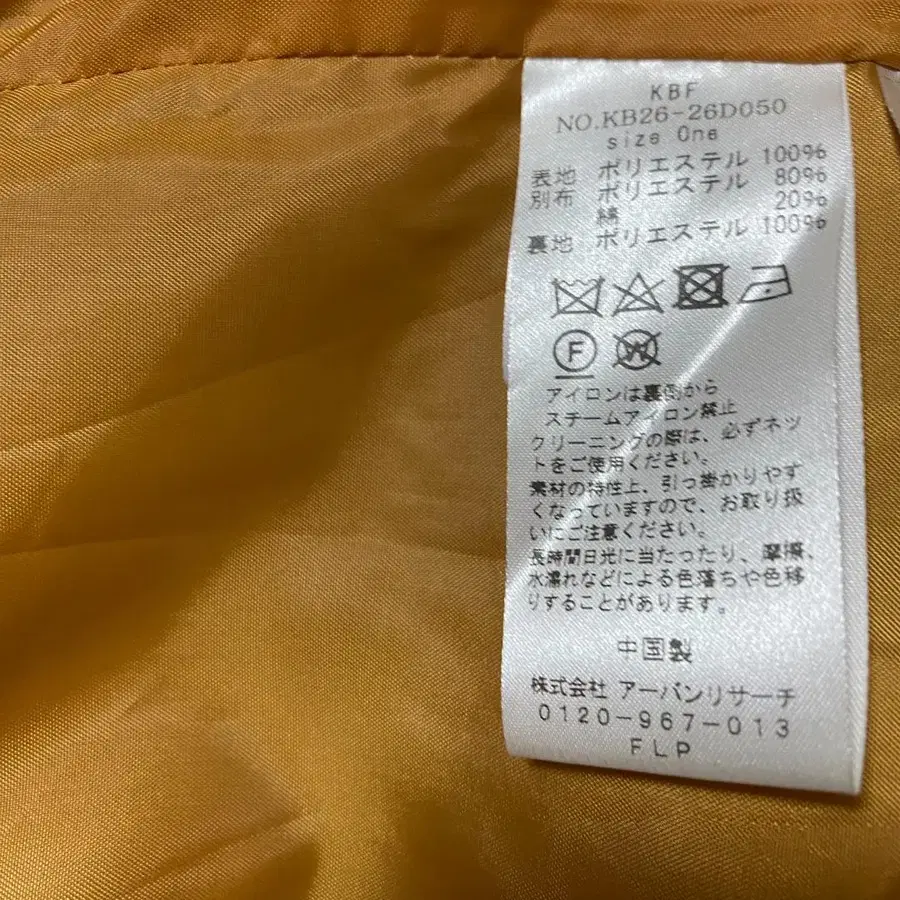 KBF
NO.KB26-26D050
size One
表地 ポリエステル 100%
別布 ポリエステル 80%
綿 20%
裏地 ポリエステル 100%
F W
アイロンは裏側から
スチームアイロン禁止
クリーニングの際は、必ずネッ
トをご使用ください。
素材の特性上、引っ掛かりやす
くなっていますので、お取り扱
いにご注意ください。
長時間日光に当たったり、摩擦、
水濡れなどによる色落ちや色移
りすることがあります。
中国製
株式会社 アーバンリサーチ
0120-967-013
FLP